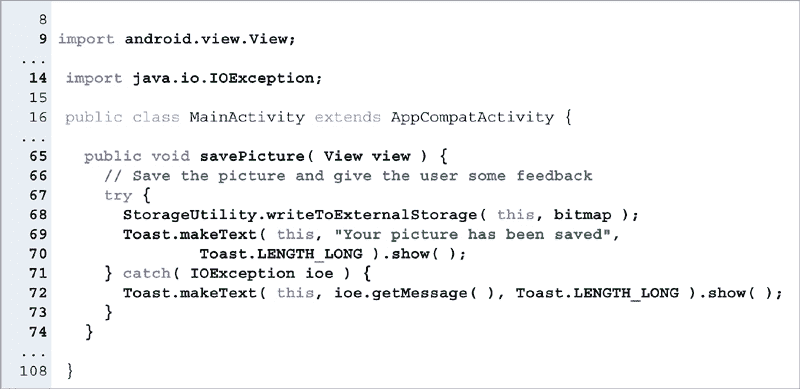 8
9 import android.view.View;
...
14 import java.io.IOException;
15
16 public class MainActivity extends AppCompatActivity {
...
65 public void savePicture( View view ) {
66 // Save the picture and give the user some feedback
67 try {
68 StorageUtility.writeToExternalStorage( this, bitmap );
69 Toast.makeText( this, "Your picture has been saved",
70 Toast.LENGTH_LONG ).show( );
71 } catch( IOException ioe ) {
72 Toast.makeText( this, ioe.getMessage( ), Toast.LENGTH_LONG ).show( );
73 }
74 }
...
108 }